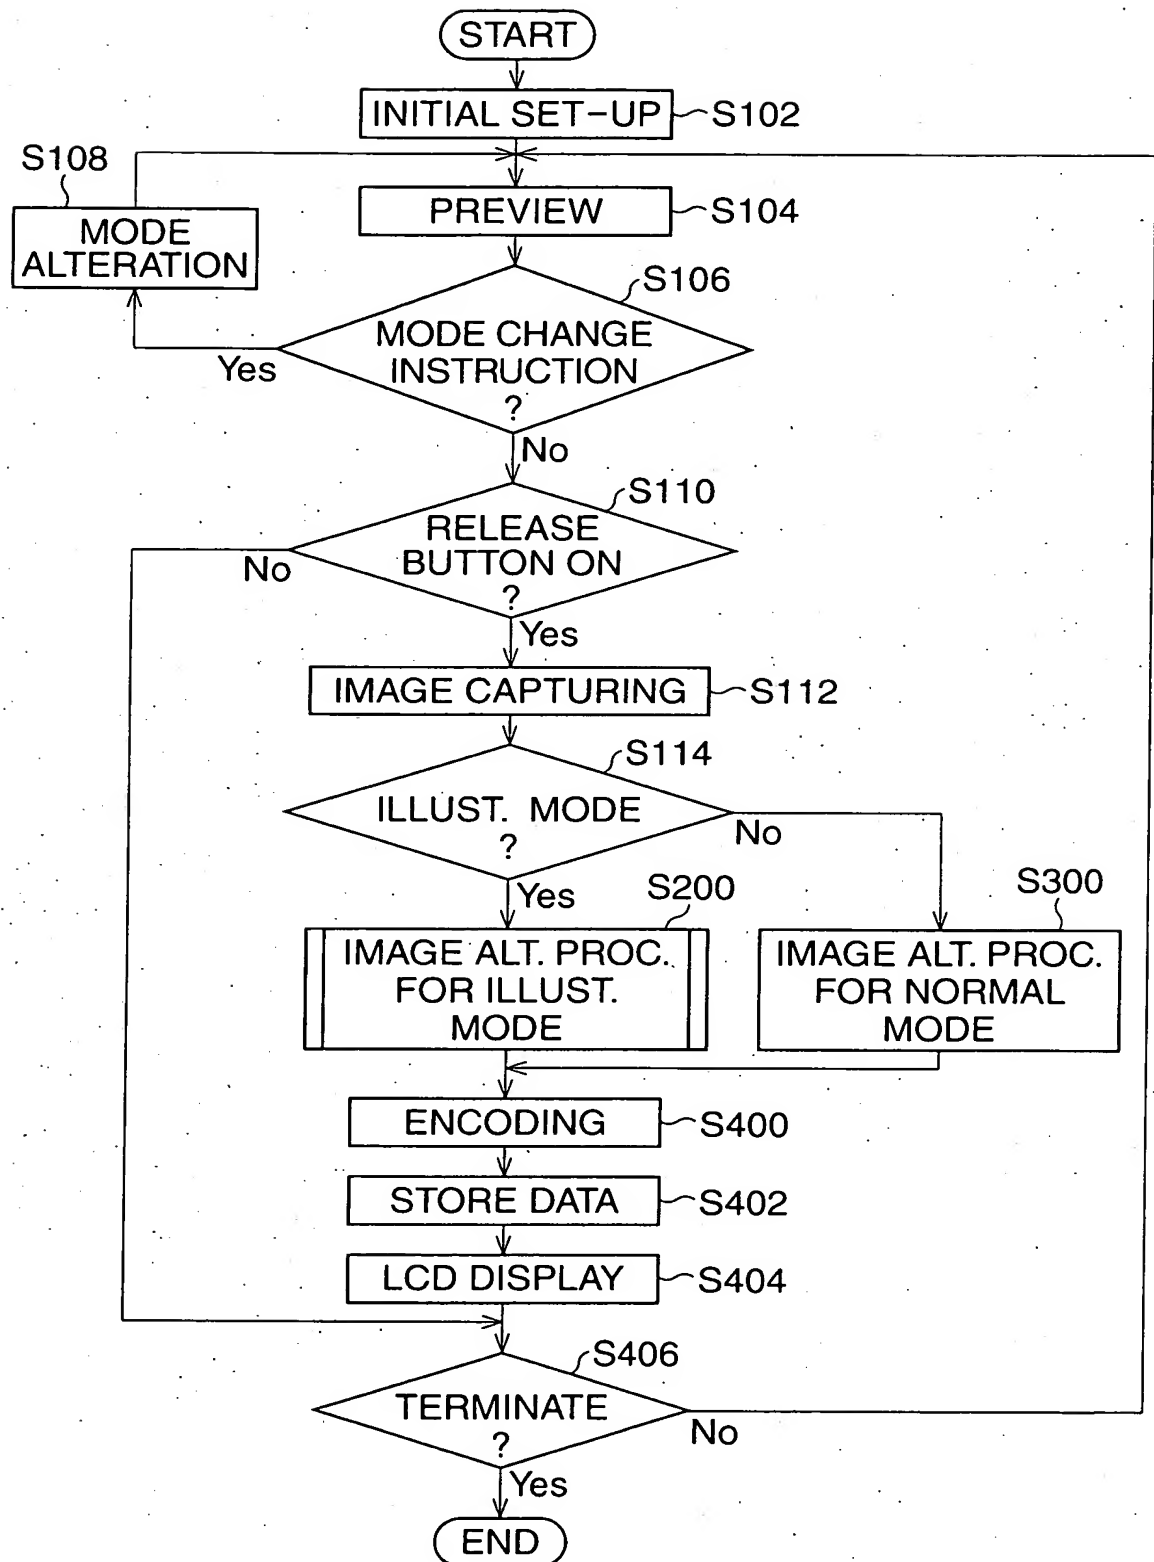 START
INITIAL SET-UP
S102
S108
MODE
ALTERATION
PREVIEW
S104
S106
MODE CHANGE
INSTRUCTION
?
Yes
No
S110
RELEASE
BUTTON ON
?
No
Yes
IMAGE CAPTURING
S112
S114
ILLUST. MODE
?
No
Yes
S200
IMAGE ALT. PROC.
FOR ILLUST.
MODE
S300
IMAGE ALT. PROC.
FOR NORMAL
MODE
ENCODING
S400
STORE DATA
S402
LCD DISPLAY
S404
S406
TERMINATE
?
No
Yes
END